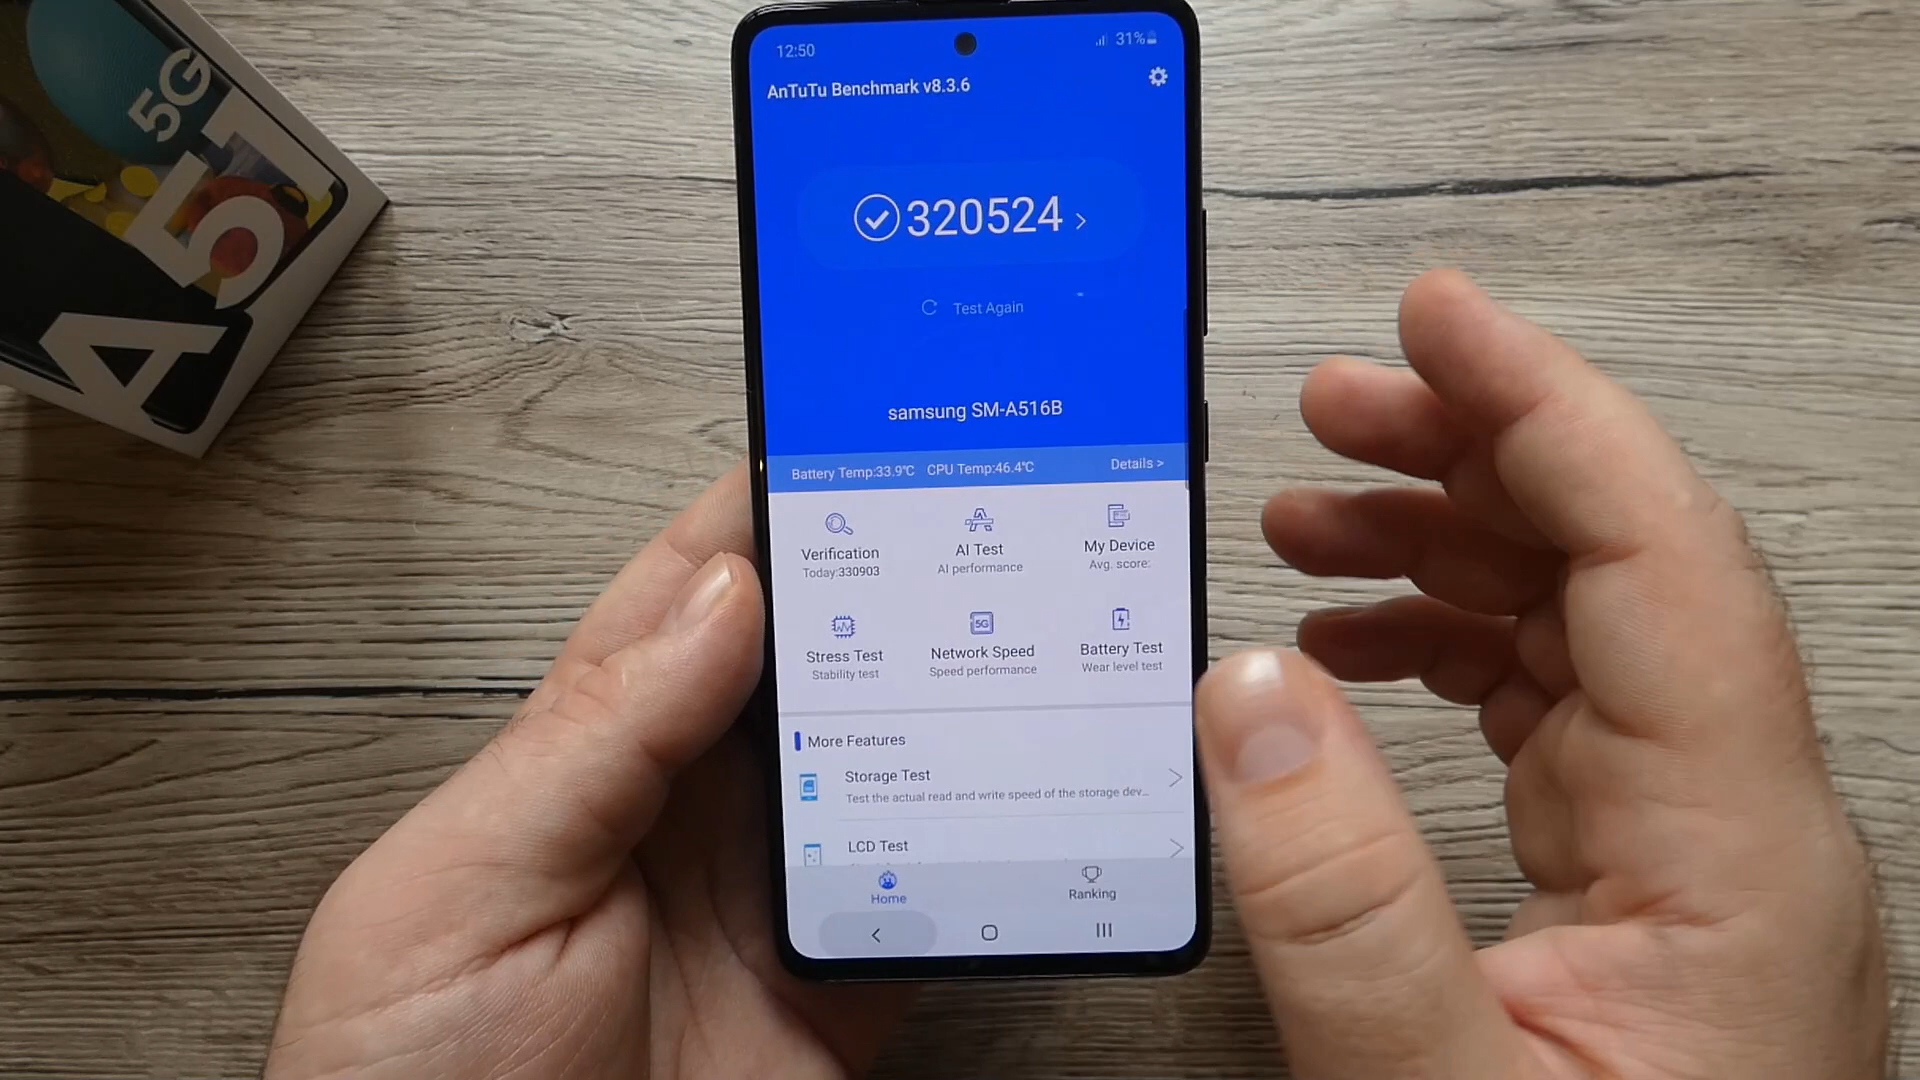 A51
5G
12:50
31%
AnTuTu Benchmark v8.3.6
320524 >
Test Again
samsung SM-A516B
Battery Temp:33.9℃ CPU Temp:46.4℃ Details >
Verification
Today:330903
AI Test
AI performance
My Device
Avg. score:
Stress Test
Stability test
5G
Network Speed
Speed performance
Battery Test
Wear level test
More Features
Storage Test
Test the actual read and write speed of the storage dev...
LCD Test
Home
Ranking